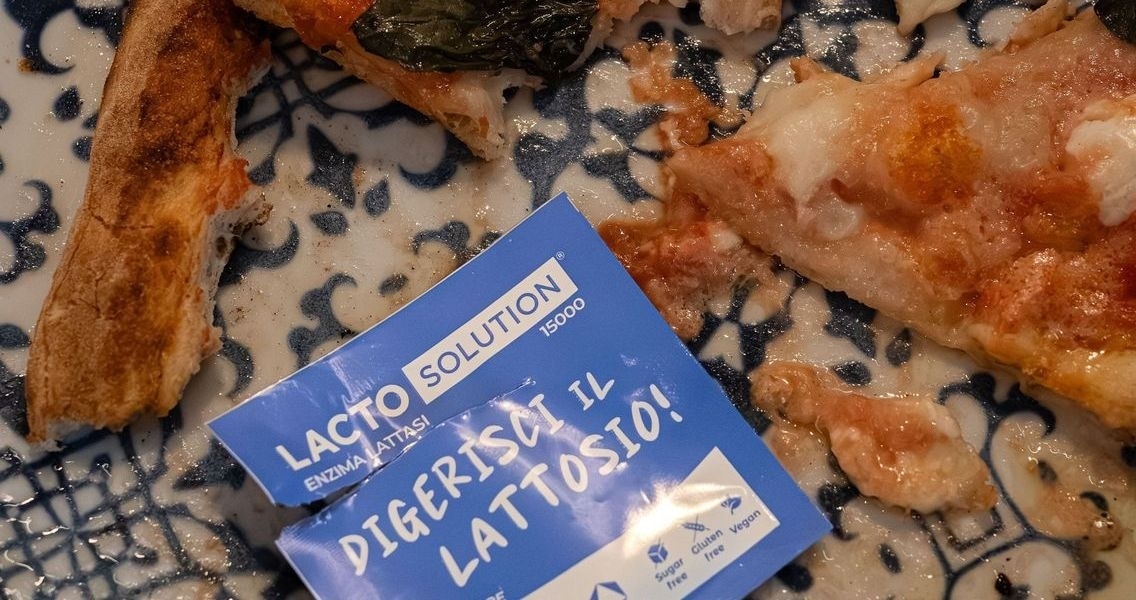 LACTO SOLUTION®
15000
ENZIMA LATTASI
DIGERISCI IL
LATTOSIO!
Sugar
free
Gluten
free
Vegan